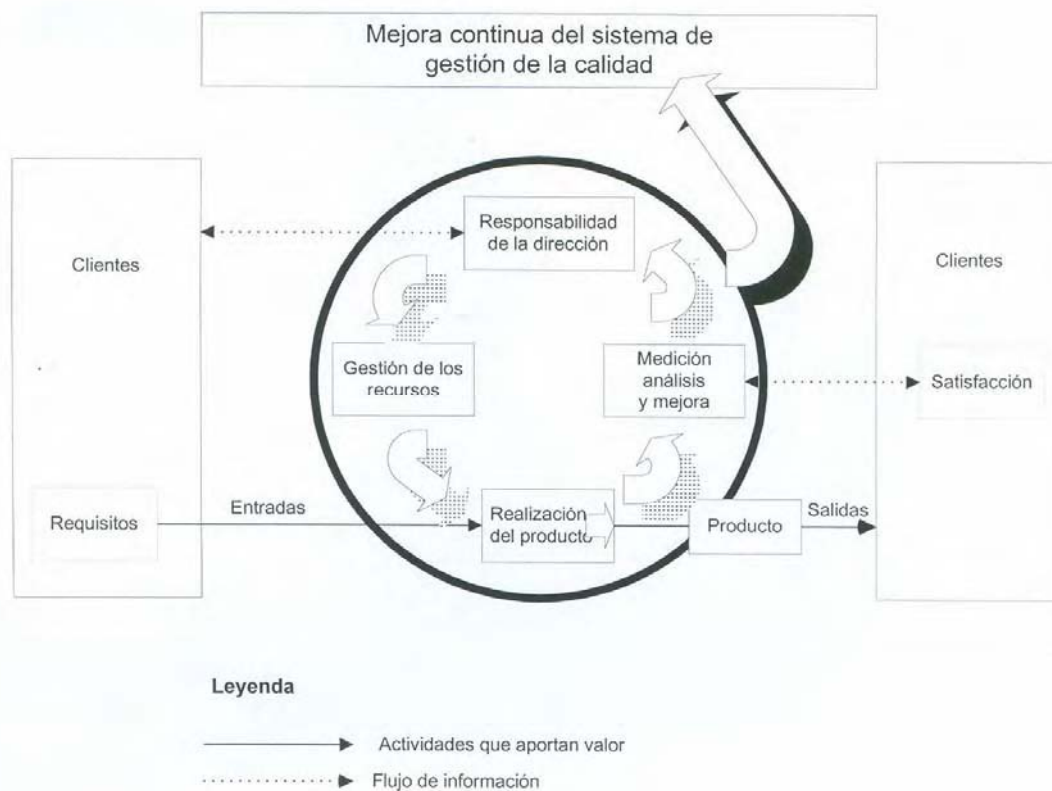 Mejora continua del sistema de
gestión de la calidad
Clientes
Responsabilidad
de la dirección
Clientes
Gestión de los
recursos
Medición
análisis
y mejora
Satisfacción
Requisitos
Entradas
Realización
del producto
Producto
Salidas
Leyenda
Actividades que aportan valor
Flujo de información